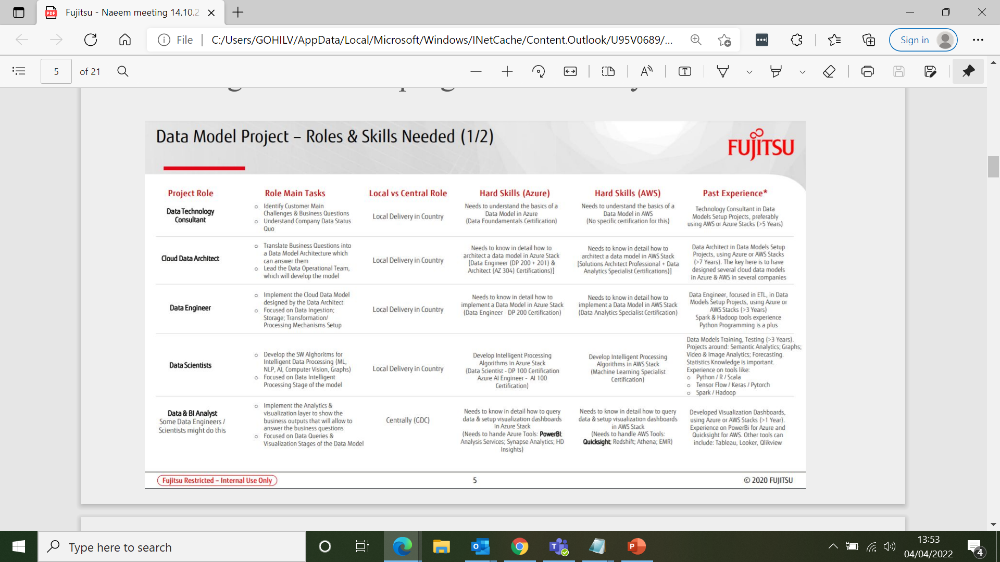 Fujitsu - Naeem meeting 14.10.2
File
C:/Users/GOHILV/AppData/Local/Microsoft/Windows/INetCache/Content.Outlook/U95V0689/...
Sign in
5
of 21
Data Model Project – Roles & Skills Needed (1/2)
FUJITSU
Project Role
Role Main Tasks
Local vs Central Role
Hard Skills (Azure)
Hard Skills (AWS)
Past Experience*
Data Technology
Consultant
o Identify Customer Main
Challenges & Business Questions
o Understand Company Data Status
Quo
Local Delivery in Country
Needs to understand the basics of a
Data Model in Azure
(Data Foundamentals Certification)
Needs to understand the basics of a
Data Model in AWS
(No specific certification for this)
Technology Consultant in Data
Models Setup Projects, preferably
using AWS or Azure Stacks (>5 Years)
Cloud Data Architect
o Translate Business Questions into
a Data Model Architecture which
can answer them
o Lead the Data Operational Team,
which will develop the model
Local Delivery in Country
Needs to know in detail how to
architect a data model in Azure Stack
[Data Engineer (DP 200 + 201) &
Architect (AZ 304) Certifications)]
Needs to know in detail how to
architect a data model in AWS Stack
[Solutions Architect Professional + Data
Analytics Specialist Certifications)]
Data Architect in Data Models Setup
Projects, using Azure or AWS Stacks
(>7 Years). The key here is to have
designed several cloud data models
in Azure & AWS in several companies
Data Engineer
o Implement the Cloud Data Model
designed by the Data Architect
o Focused on Data Ingestion;
Storage; Transformation/
Processing Mechanisms Setup
Local Delivery in Country
Needs to know in detail how to
implement a Data Model in Azure Stack
(Data Engineer - DP 200 Certification)
Needs to know in detail how to
implement a Data Model in AWS Stack
(Data Analytics Specialist Certification)
Data Engineer, focused in ETL, in Data
Models Setup Projects, using Azure or
AWS Stacks (>3 Years)
Spark & Hadoop tools experience
Python Programming is a plus
Data Scientists
o Develop the SW Alghoritms for
Intelligent Data Processing (ML,
NLP, AI, Computer Vision, Graphs)
o Focused on Data Intelligent
Processing Stage of the model
Local Delivery in Country
Develop Intelligent Processing
Algorithms in Azure Stack
(Data Scientist - DP 100 Certification
Azure AI Engineer - AI 100
Certification)
Develop Intelligent Processing
Algorithms in AWS Stack
(Machine Learning Specialist
Certification)
Data Models Training, Testing (>3 Years).
Projects around: Semantic Analytics; Graphs;
Video & Image Analytics; Forecasting.
Statistics Knowledge is important.
Experience on tools like:
o Python / R / Scala
o Tensor Flow / Keras / Pytorch
o Spark / Hadoop
Data & BI Analyst
Some Data Engineers /
Scientists might do this
o Implement the Analytics &
visualization layer to show the
business outputs that will allow to
answer the business questions
o Focused on Data Queries &
Visualization Stages of the Data Model
Centrally (GDC)
Needs to know in detail how to query
data & setup visualization dashboards
in Azure Stack
(Needs to hande Azure Tools: PowerBI;
Analysis Services; Synapse Analytics; HD
Insights)
Needs to know in detail how to query
data & setup visualization dashboards
in AWS Stack
(Needs to handle AWS Tools:
Quicksight; Redshift; Athena; EMR)
Developed Visualization Dashboards,
using Azure or AWS Stacks (>1 Year).
Experience on PowerBi for Azure and
Quicksight for AWS. Other tools can
include: Tableau, Looker, Qlikview
Fujitsu Restricted – Internal Use Only
5
© 2020 FUJITSU
Type here to search
13:53
04/04/2022
4